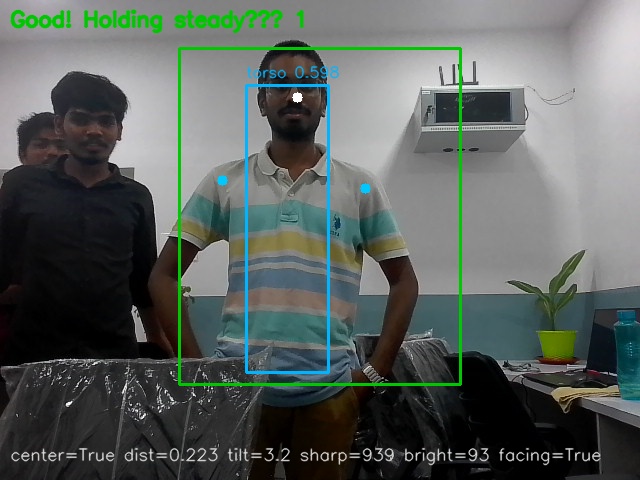 Good! Holding steady??? 1
torso 0.598
center=True dist=0.223 tilt=3.2 sharp=939 bright=93 facing=True